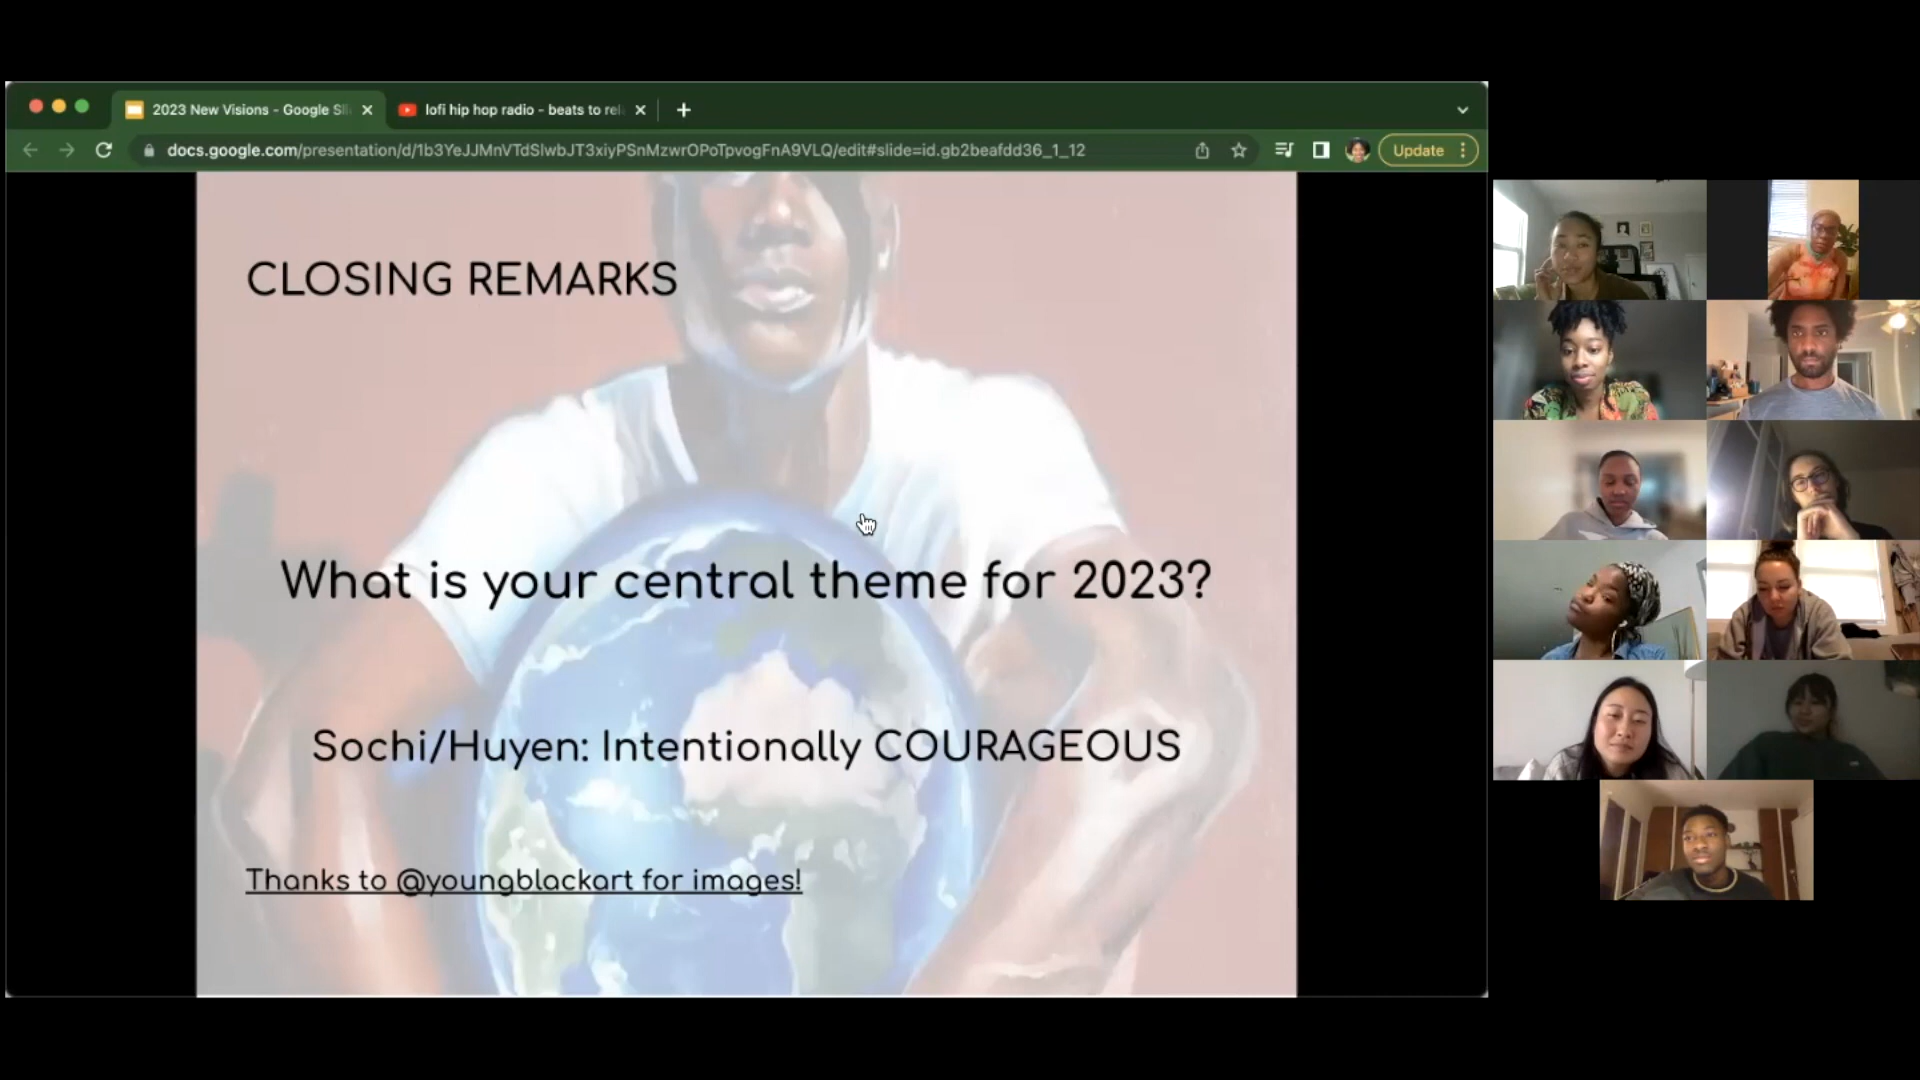 2023 New Visions - Google Sli
lofi hip hop radio - beats to rel
docs.google.com/presentation/d/1b3YeJJMnVTdSlwbJT3xiyPSnMzwrOPoTpvogFnA9VLQ/edit#slide=id.gb2beafdd36_1_12
Update
CLOSING REMARKS
What is your central theme for 2023?
Sochi/Huyen: Intentionally COURAGEOUS
Thanks to @youngblackart for images!